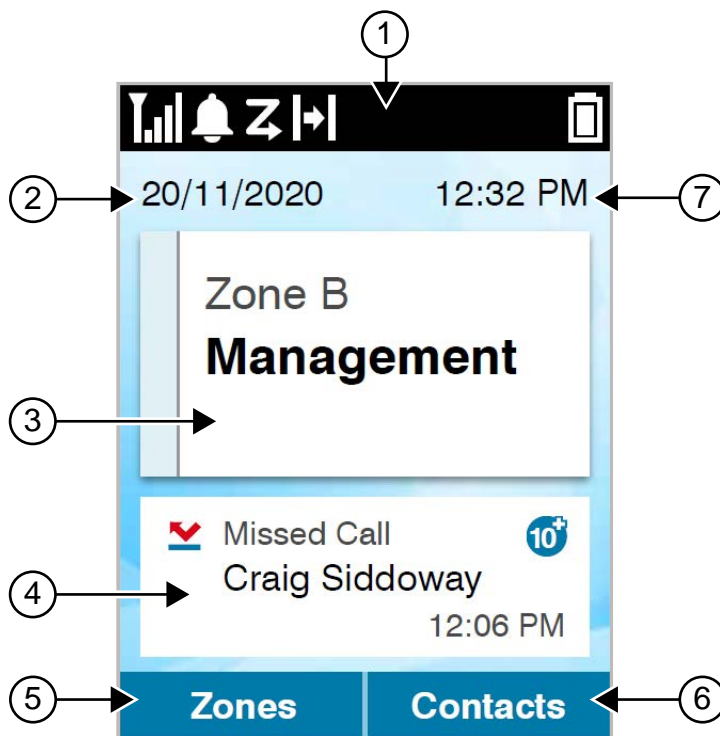 1
2
20/11/2020 12:32 PM
7
Zone B
Management
3
Missed Call 10+
Craig Siddoway
4
12:06 PM
5
Zones Contacts
6